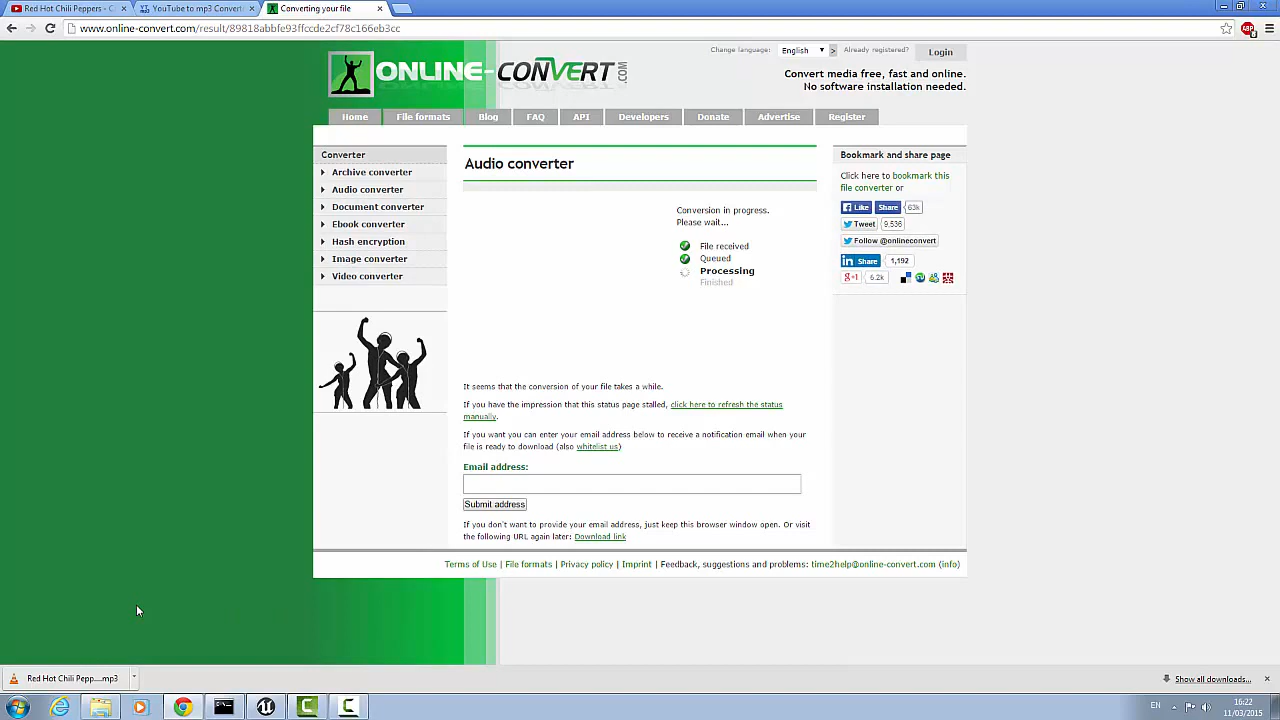 Red Hot Chili Peppers - C
YouTube to mp3 Convert
Converting your file
www.online-convert.com/result/89818abbfe93ffccde2cf78c166eb3cc
ABP
Change language: English > Already registered? Login
ONLINE-CONVERT.COM
Convert media free, fast and online.
No software installation needed.
Home File formats Blog FAQ API Developers Donate Advertise Register
Converter
Archive converter
Audio converter
Document converter
Ebook converter
Hash encryption
Image converter
Video converter
Audio converter
Conversion in progress.
Please wait...
File received
Queued
Processing
Finished
It seems that the conversion of your file takes a while.
If you have the impression that this status page stalled, click here to refresh the status
manually.
If you want you can enter your email address below to receive a notification email when your
file is ready to download (also whitelist us)
Email address:
Submit address
If you don't want to provide your email address, just keep this browser window open. Or visit
the following URL again later: Download link
Bookmark and share page
Click here to bookmark this
file converter or
Like Share 63k
Tweet 9,536
Follow @onlineconvert
in Share 1,192
g+1 6.2k
Terms of Use | File formats | Privacy policy | Imprint | Feedback, suggestions and problems: time2help@online-convert.com (info)
Red Hot Chili Pepp....mp3
Show all downloads...
EN
16:22
11/03/2015